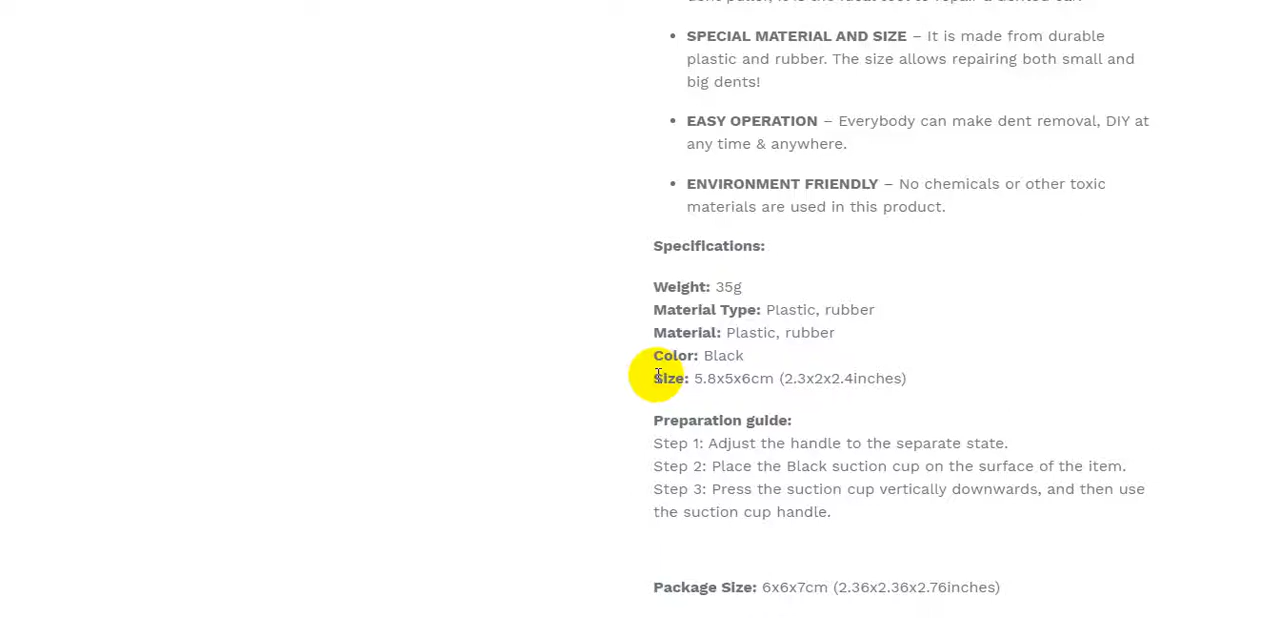 SPECIAL MATERIAL AND SIZE – It is made from durable
plastic and rubber. The size allows repairing both small and
big dents!
EASY OPERATION – Everybody can make dent removal, DIY at
any time & anywhere.
ENVIRONMENT FRIENDLY – No chemicals or other toxic
materials are used in this product.
Specifications:
Weight: 35g
Material Type: Plastic, rubber
Material: Plastic, rubber
Color: Black
Size: 5.8x5x6cm (2.3x2x2.4inches)
Preparation guide:
Step 1: Adjust the handle to the separate state.
Step 2: Place the Black suction cup on the surface of the item.
Step 3: Press the suction cup vertically downwards, and then use
the suction cup handle.
Package Size: 6x6x7cm (2.36x2.36x2.76inches)